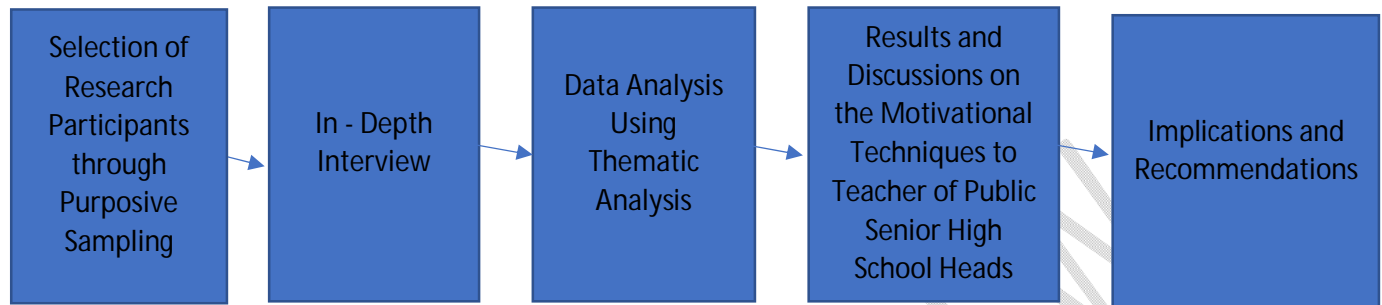 Selection of
Research
Participants
through
Purposive
Sampling
In - Depth
Interview
Data Analysis
Using
Thematic
Analysis
Results and
Discussions on
the Motivational
Techniques to
Teacher of Public
Senior High
School Heads
Implications and
Recommendations